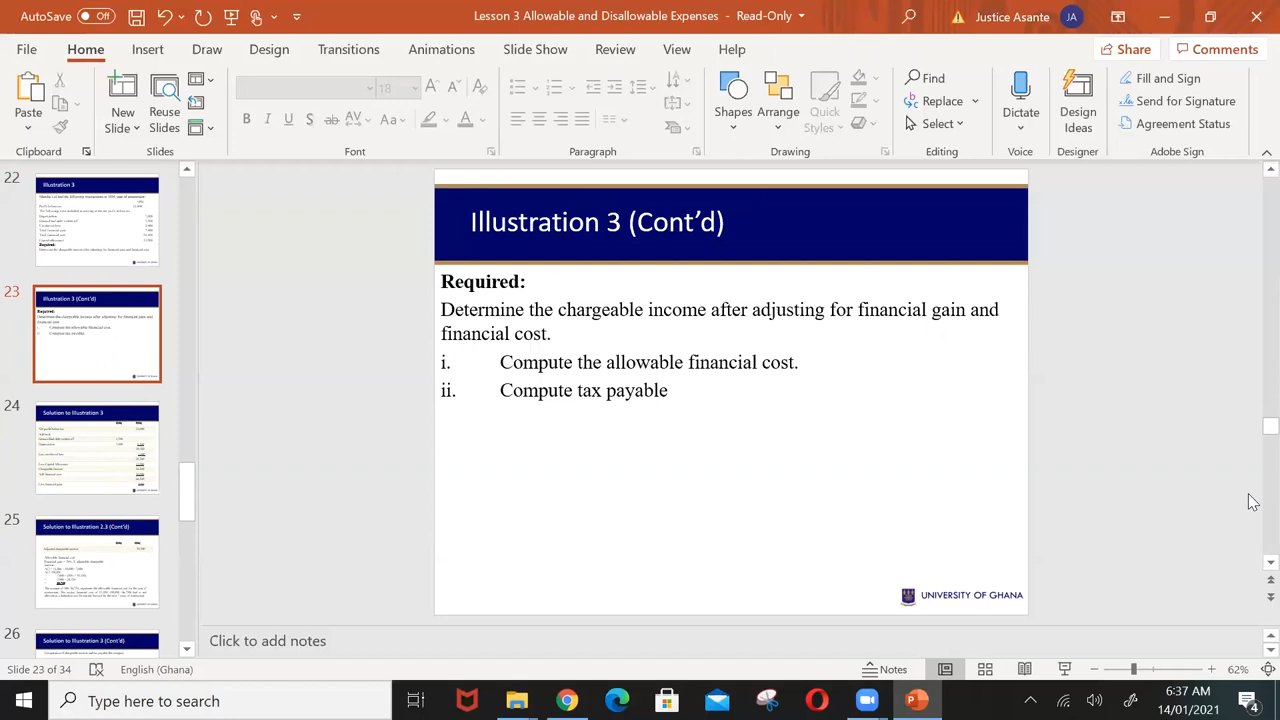 AutoSave Off
Lesson 3 Allowable and Disallowable Expenses - Read-Only
Justice Asante
JA
File Home Insert Draw Design Transitions Animations Slide Show Review View Help
Share Comments
Paste
New Slide
Reuse Slides
18
Shapes
Arrange
Quick Styles
Find
Replace
Select
Dictate
Design Ideas
Fill and Sign
Send for Signature
Agreement Status
Clipboard Slides Font Paragraph Drawing Editing Voice Designer Adobe Sign
22
Illustration 3
23
Illustration 3 (Cont'd)
24
Solution to Illustration 3
25
Solution to Illustration 2.3 (Cont'd)
26
Solution to Illustration 3 (Cont'd)
Illustration 3 (Cont'd)
Required:
Determine the chargeable income after adjusting for financial gain and
financial cost.
i. Compute the allowable financial cost.
ii. Compute tax payable
UNIVERSITY OF GHANA
Click to add notes
Slide 23 of 34
English (Ghana)
Notes
62%
Type here to search
6:37 AM
14/01/2021
4